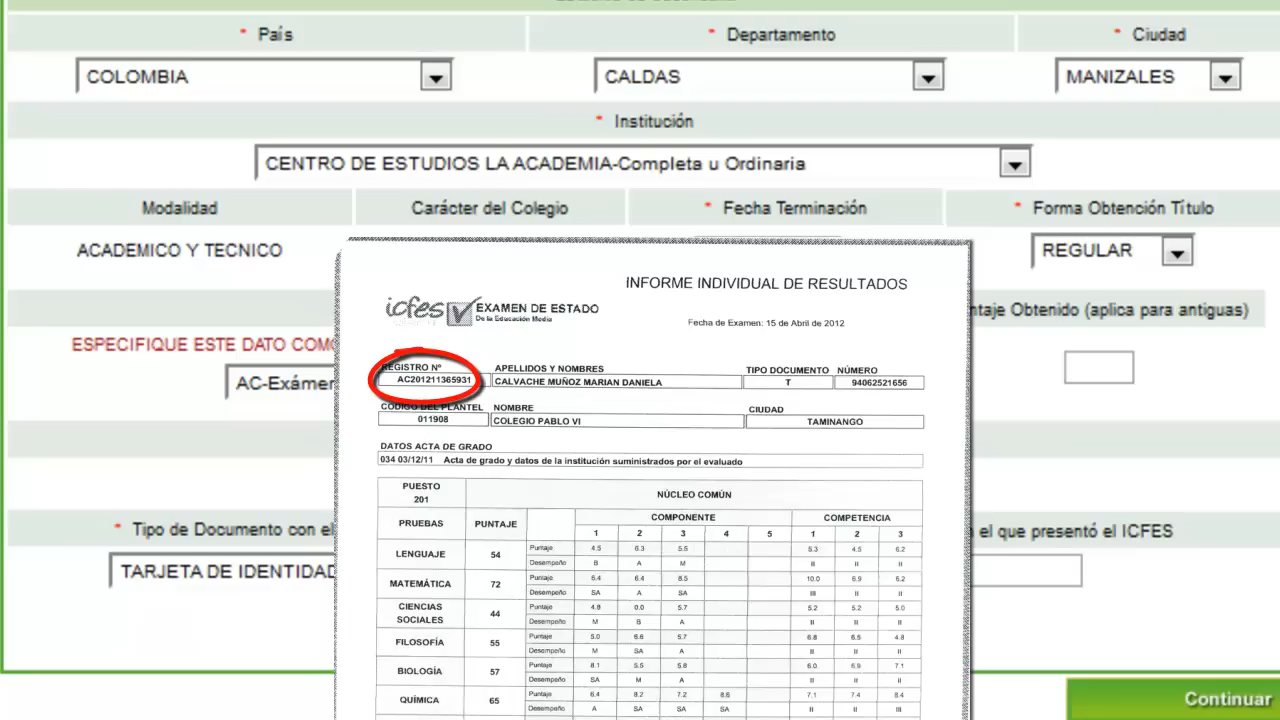 * País * Departamento * Ciudad
COLOMBIA CALDAS MANIZALES
* Institución
CENTRO DE ESTUDIOS LA ACADEMIA-Completa u Ordinaria
Modalidad Carácter del Colegio * Fecha Terminación * Forma Obtención Título
ACADEMICO Y TECNICO REGULAR
ntaje Obtenido (aplica para antiguas)
ESPECIFIQUE ESTE DATO COMO
AC-Exámen
* Tipo de Documento con el
el que presentó el ICFES
TARJETA DE IDENTIDAD
Continuar
INFORME INDIVIDUAL DE RESULTADOS
icfes EXAMEN DE ESTADO
De la Educación Media
Fecha de Examen: 15 de Abril de 2012
REGISTRO Nº APELLIDOS Y NOMBRES TIPO DOCUMENTO NÚMERO
AC201211365931 CALVACHE MUÑOZ MARIAN DANIELA T 94062521656
CÓDIGO DEL PLANTEL NOMBRE CIUDAD
011908 COLEGIO PABLO VI TAMINANGO
DATOS ACTA DE GRADO
034 03/12/11 Acta de grado y datos de la institución suministrados por el evaluado
PUESTO
201
NÚCLEO COMÚN
PRUEBAS PUNTAJE COMPONENTE COMPETENCIA
1 2 3 4 5 1 2 3
LENGUAJE 54 Puntaje 4.5 6.3 5.5 5.3 4.5 6.2
Desempeño B A M II II II
MATEMÁTICA 72 Puntaje 6.4 6.4 8.5 10.0 6.9 6.2
Desempeño SA A SA III II II
CIENCIAS SOCIALES 44 Puntaje 4.8 0.0 5.7 5.2 5.2 5.0
Desempeño M B A II II II
FILOSOFÍA 55 Puntaje 5.0 6.6 5.7 6.8 6.5 4.8
Desempeño M SA A II II II
BIOLOGÍA 57 Puntaje 8.1 5.5 5.8 6.0 6.9 7.1
Desempeño SA M A II II II
QUÍMICA 65 Puntaje 6.4 8.2 7.2 8.6 7.1 7.4 8.4
Desempeño A SA SA SA II II III